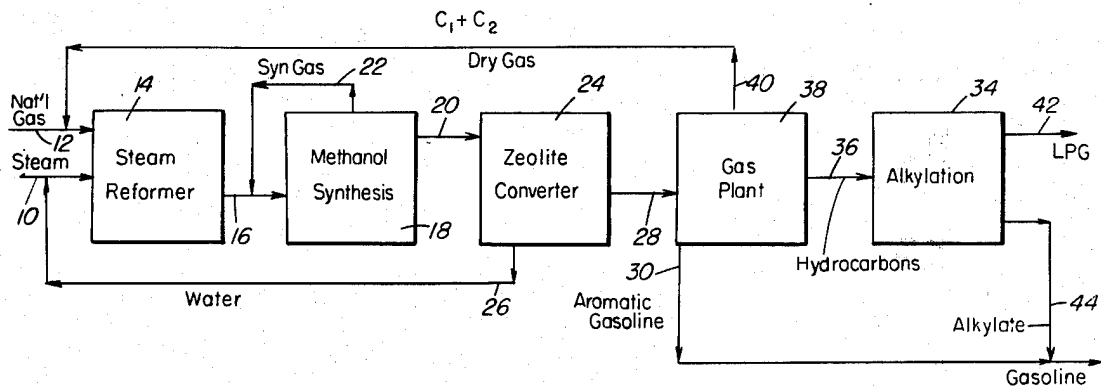 C1 + C2
Dry Gas
Syn Gas
22
14
24
40
38
34
Nat'l
Gas
12
20
42
LPG
Steam
10
Steam
Reformer
Methanol
Synthesis
Zeolite
Converter
Gas
Plant
36
Alkylation
16
18
28
Hydrocarbons
30
Water
26
Aromatic
Gasoline
44
Alkylate
Gasoline